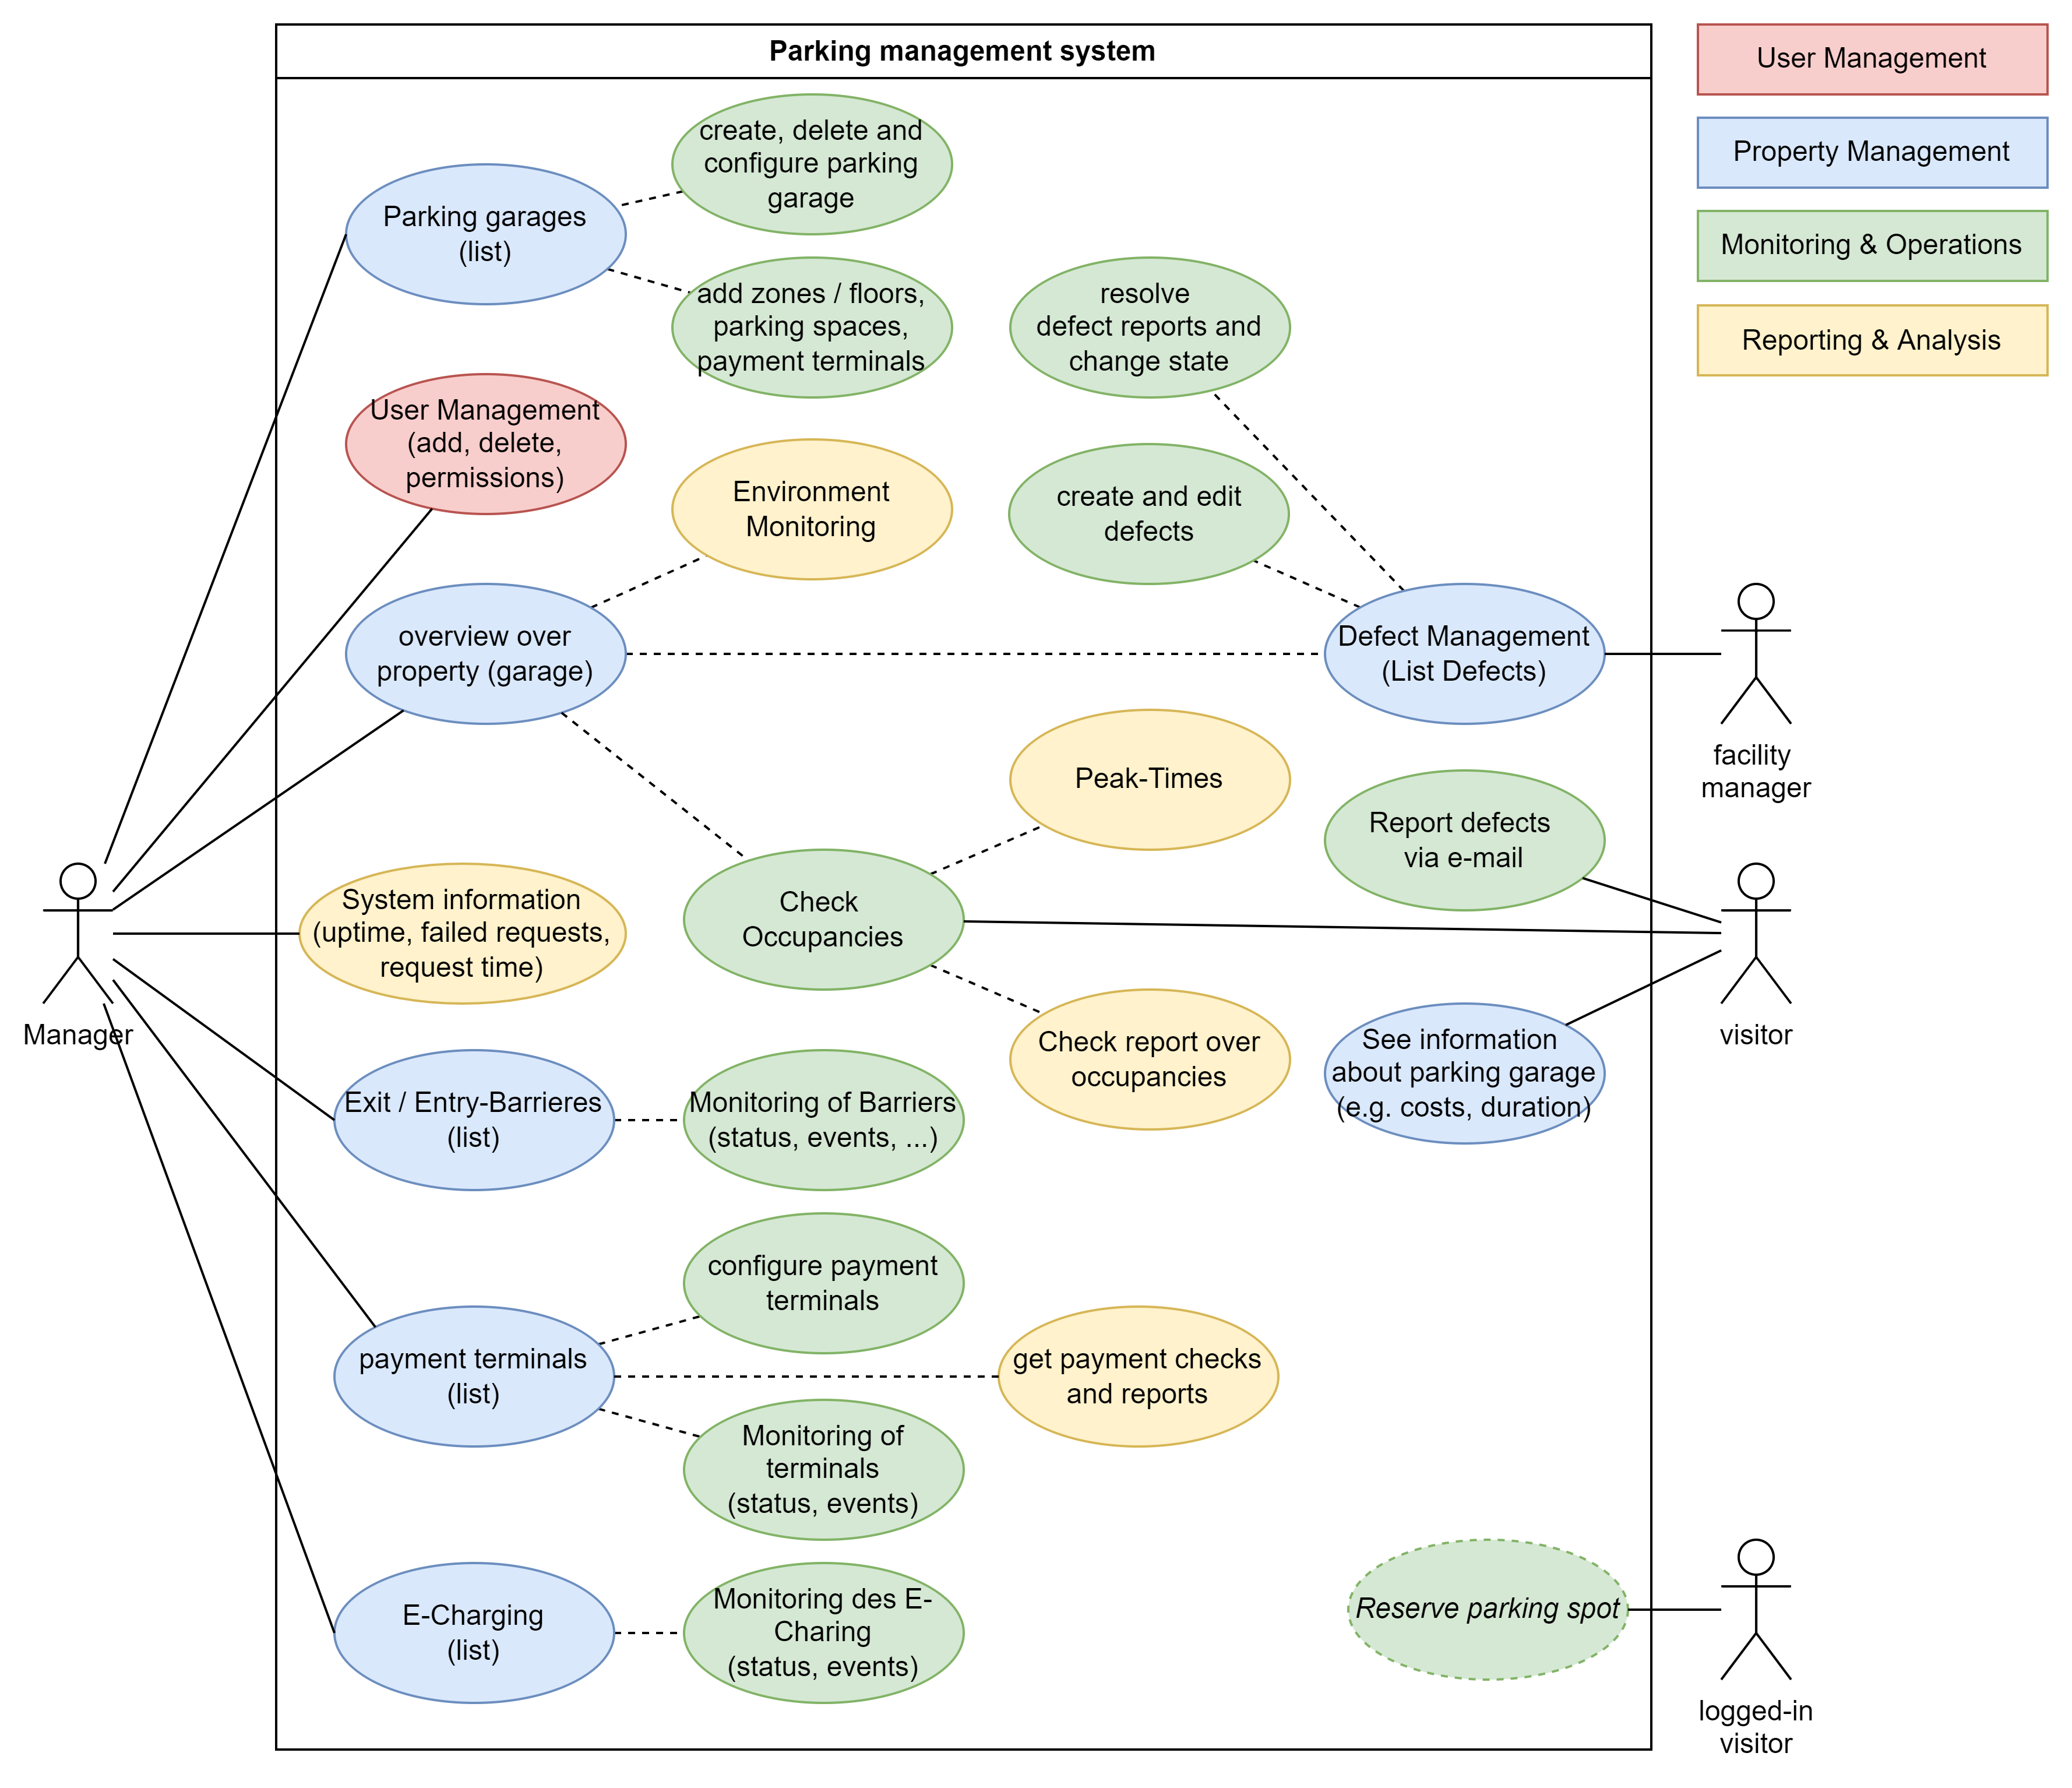 Parking management system
User Management
Property Management
Monitoring & Operations
Reporting & Analysis
create, delete and
configure parking
garage
Parking garages
(list)
add zones / floors,
parking spaces,
payment terminals
resolve
defect reports and
change state
User Management
(add, delete,
permissions)
Environment
Monitoring
create and edit
defects
overview over
property (garage)
Defect Management
(List Defects)
facility
manager
Peak-Times
Report defects
via e-mail
System information
(uptime, failed requests,
request time)
Check
Occupancies
Manager
visitor
Check report over
occupancies
See information
about parking garage
(e.g. costs, duration)
Exit / Entry-Barrieres
(list)
Monitoring of Barriers
(status, events, ...)
configure payment
terminals
payment terminals
(list)
get payment checks
and reports
Monitoring of
terminals
(status, events)
E-Charging
(list)
Monitoring des E-
Charing
(status, events)
Reserve parking spot
logged-in
visitor